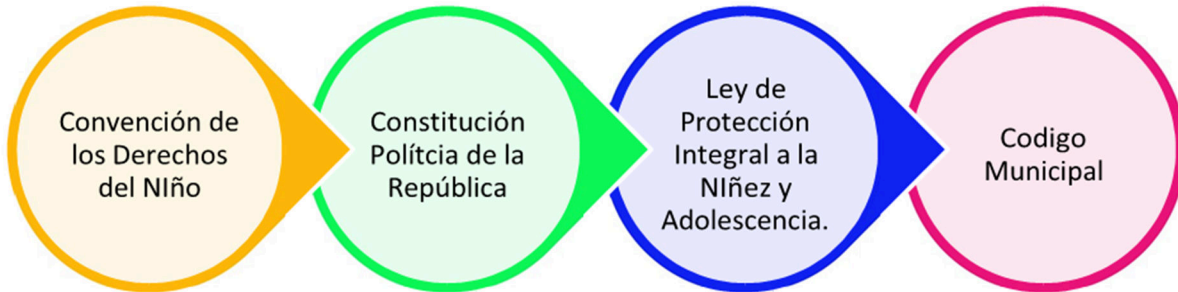 Convención de
los Derechos
del NIño
Constitución
Polítcia de la
República
Ley de
Protección
Integral a la
NIñez y
Adolescencia.
Codigo
Municipal